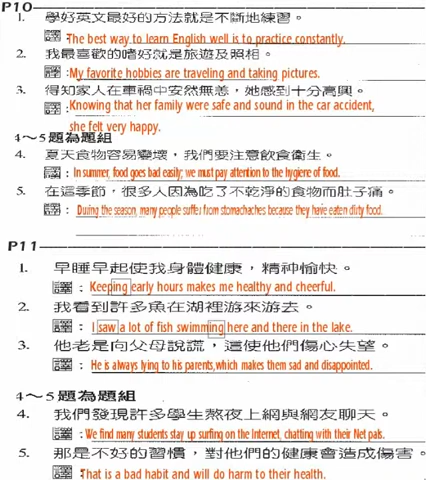 P10
1. 學好英文最好的方法就是不斷地練習。
譯 :The best way to learn English well is to practice constantly.
2. 我最喜歡的嗜好就是旅遊及照相。
譯 :My favorite hobbies are traveling and taking pictures.
3. 得知家人在車禍中安然無恙，她感到十分高興。
譯 :Knowing that her family were safe and sound in the car accident,
she felt very happy.
4～5題為題組
4. 夏天食物容易變壞，我們要注意飲食衛生。
譯 : In summer, food goes bad easily; we must pay attention to the hygiene of food.
5. 在這季節，很多人因為吃了不乾淨的食物而肚子痛。
譯 : During the season, many people suffer from stomachaches because they have eaten dirty food.
P11
1. 早睡早起使我身體健康，精神愉快。
譯 : Keeping early hours makes me healthy and cheerful.
2. 我看到許多魚在湖裡游來游去。
譯 : I saw a lot of fish swimming here and there in the lake.
3. 他老是向父母說謊，這使他們傷心失望。
譯 : He is always lying to his parents,which makes them sad and disappointed.
4～5題為題組
4. 我們發現許多學生熬夜上網與網友聊天。
譯 : We find many students stay up surfing on the Internet, chatting with their Net pals.
5. 那是不好的習慣，對他們的健康會造成傷害。
譯 :That is a bad habit and will do harm to their health.